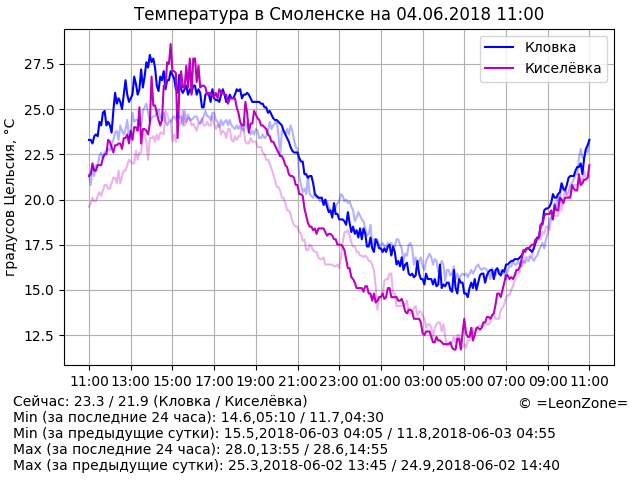 Температура в Смоленске на 04.06.2018 11:00
Кловка
Киселёвка
градусов Цельсия, °C
27.5
25.0
22.5
20.0
17.5
15.0
12.5
11:00 13:00 15:00 17:00 19:00 21:00 23:00 01:00 03:00 05:00 07:00 09:00 11:00
Сейчас: 23.3 / 21.9 (Кловка / Киселёвка)
© =LeonZone=
Min (за последние 24 часа): 14.6,05:10 / 11.7,04:30
Min (за предыдущие сутки): 15.5,2018-06-03 04:05 / 11.8,2018-06-03 04:55
Max (за последние 24 часа): 28.0,13:55 / 28.6,14:55
Max (за предыдущие сутки): 25.3,2018-06-02 13:45 / 24.9,2018-06-02 14:40